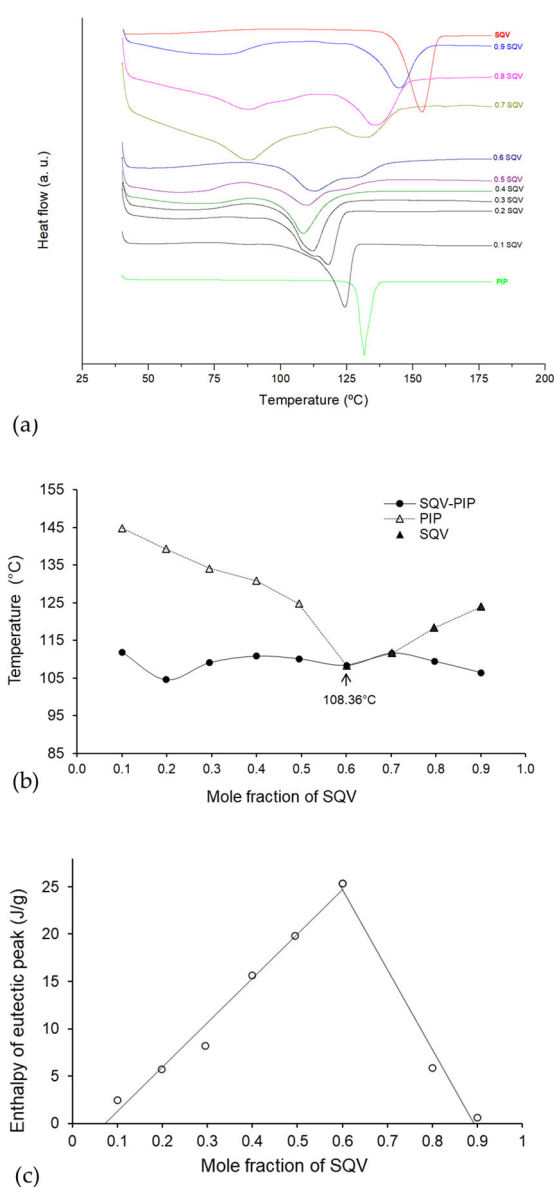 SQV
0.9 SQV
0.8 SQV
0.7 SQV
0.6 SQV
0.5 SQV
0.4 SQV
0.3 SQV
0.2 SQV
0.1 SQV
PIP
Heat flow (a. u.)
25 50 75 100 125 150 175 200
Temperature (ºC)
(a)
155
145
135
125
115
105
95
85
Temperature (°C)
SQV-PIP
PIP
SQV
108.36°C
0.0 0.1 0.2 0.3 0.4 0.5 0.6 0.7 0.8 0.9 1.0
Mole fraction of SQV
(b)
25
20
15
10
5
0
Enthalpy of eutectic peak (J/g)
0 0.1 0.2 0.3 0.4 0.5 0.6 0.7 0.8 0.9 1
Mole fraction of SQV
(c)